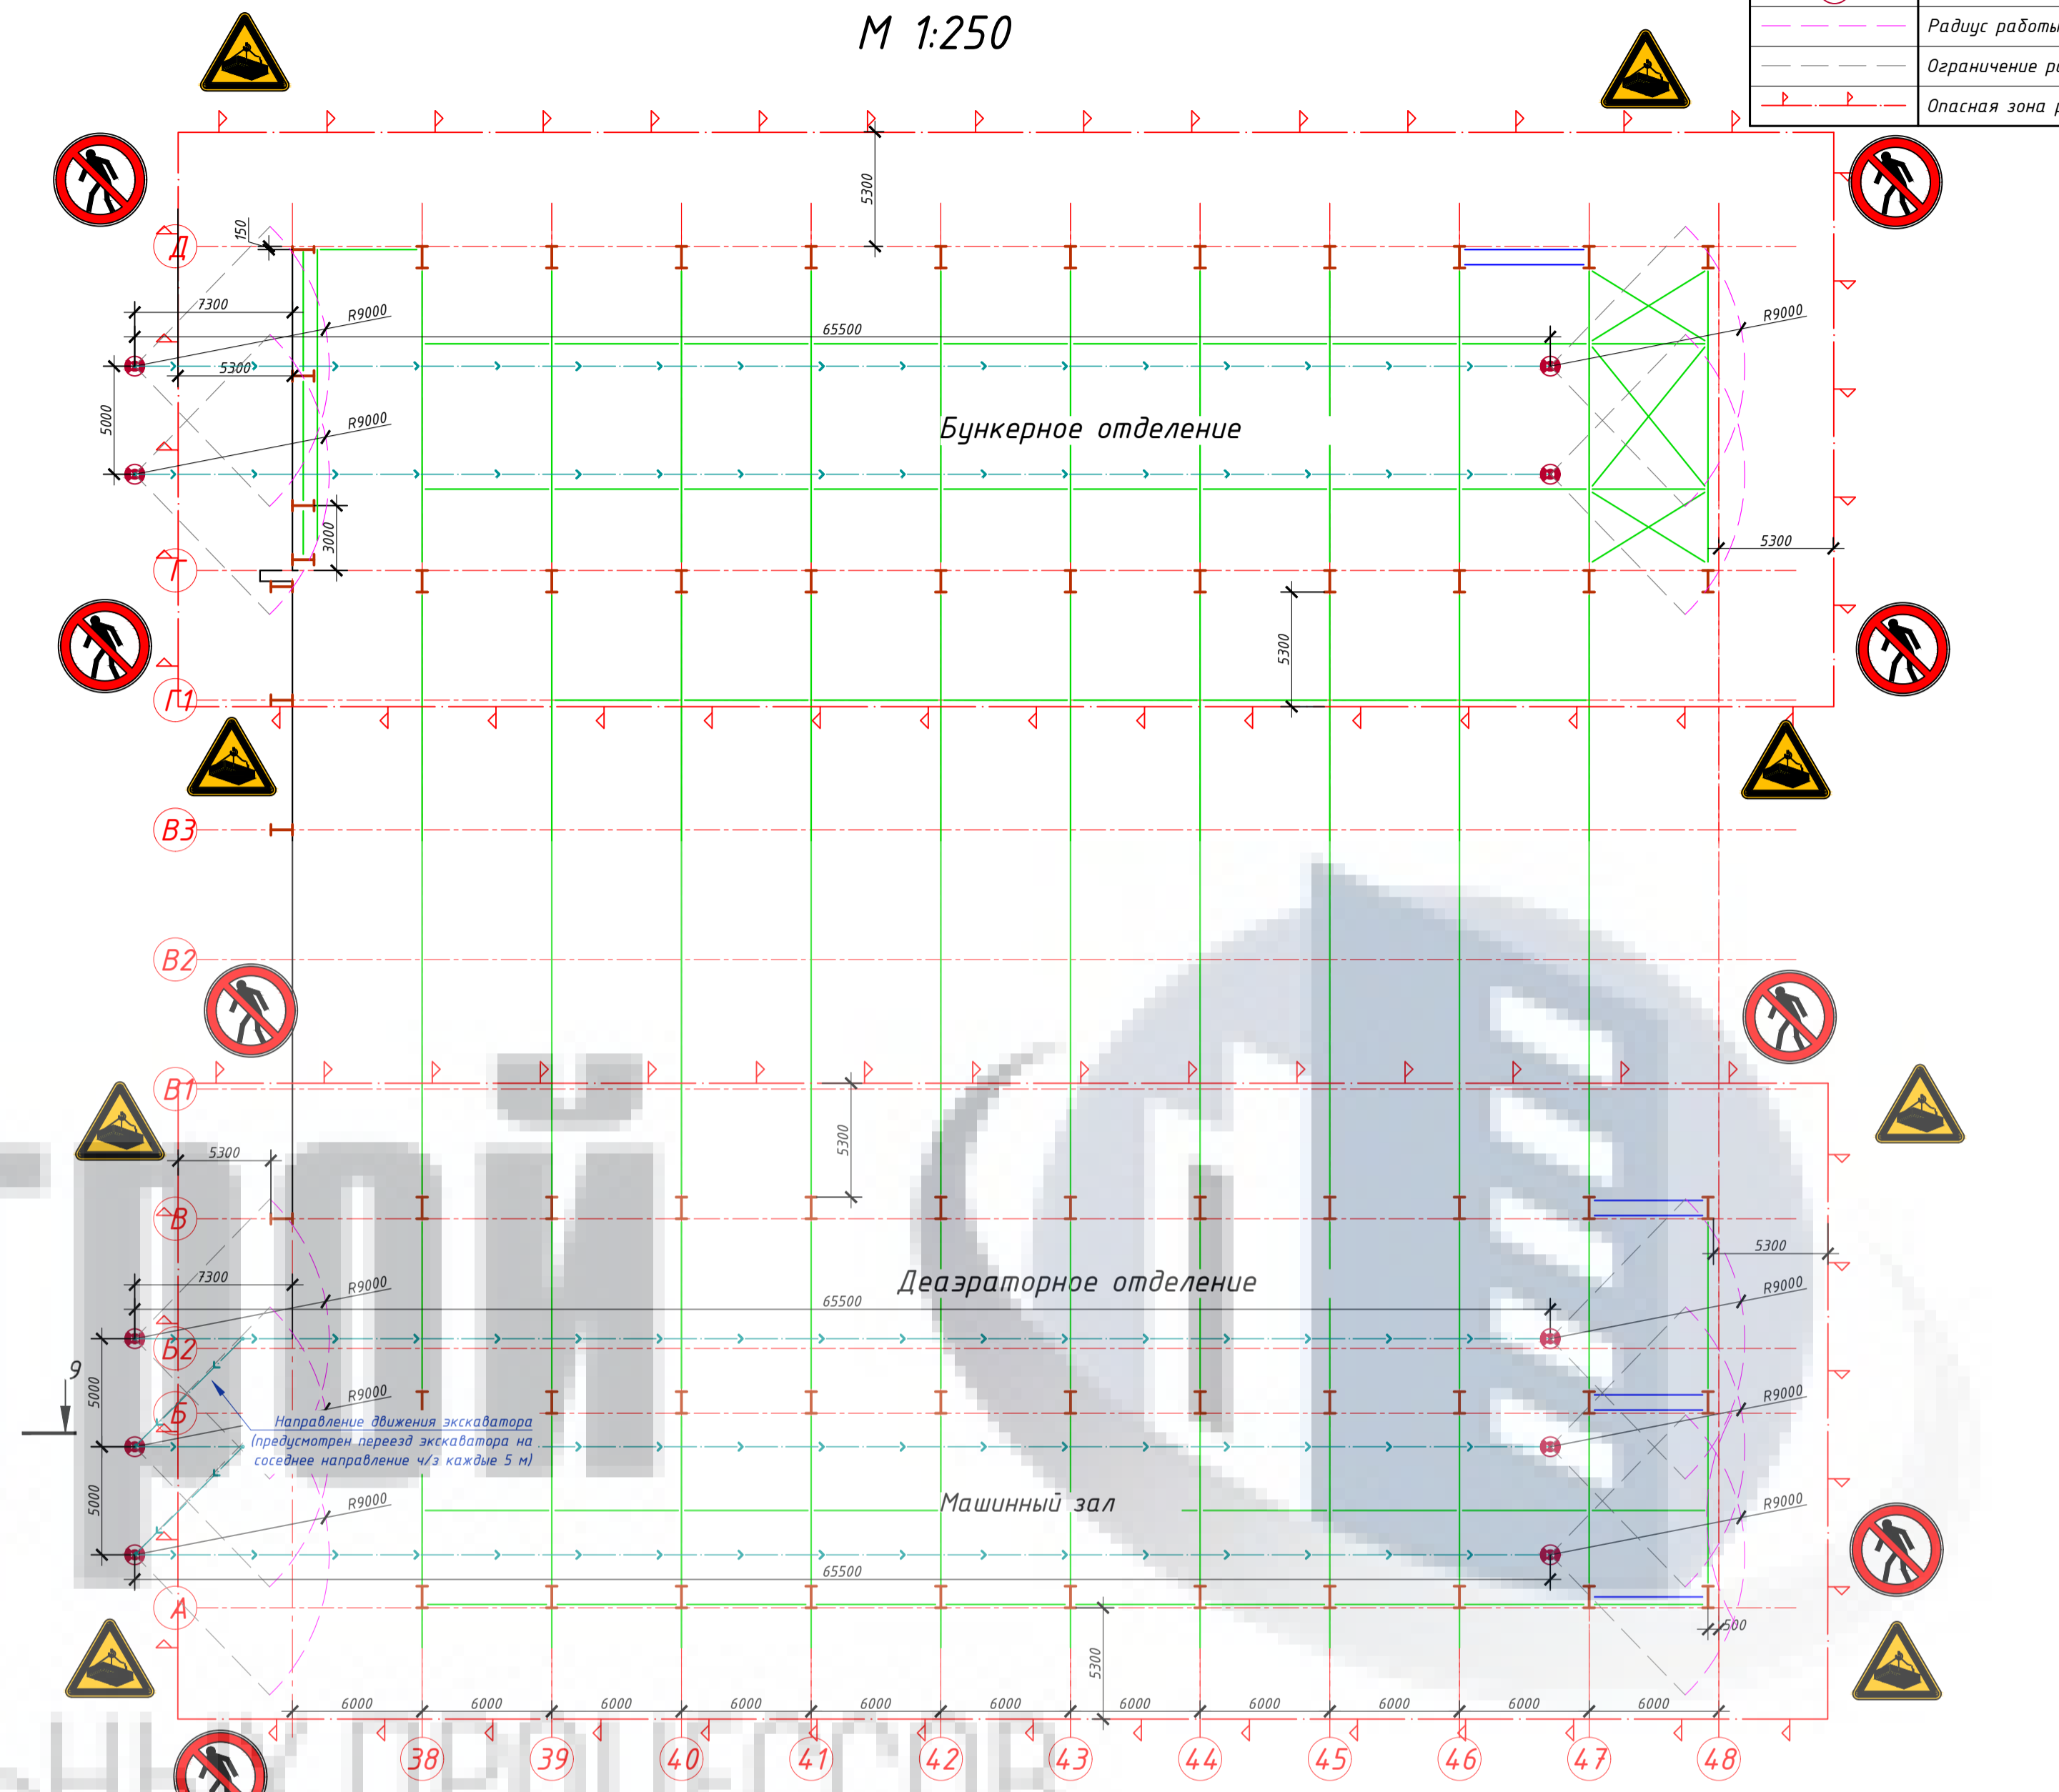 М 1:250
Радиус работы
Ограничение
Опасная зона
5300
Д
150
7300
R9000
65500
R9000
5300
5000
R9000
Бункерное отделение
3000
5300
Т
5300
Г1
В3
В2
В1
5300
5300
В
5300
Деаэраторное отделение
7300
R9000
65500
R9000
Б2
9
5000
R9000
R9000
Б
Направление движения экскаватора
(предусмотрен переезд экскаватора на
соседнее направление ч/з каждые 5 м)
5000
R9000
Машинный зал
R9000
65500
А
500
5300
6000 6000 6000 6000 6000 6000 6000 6000 6000 6000 6000
38 39 40 41 42 43 44 45 46 47 48